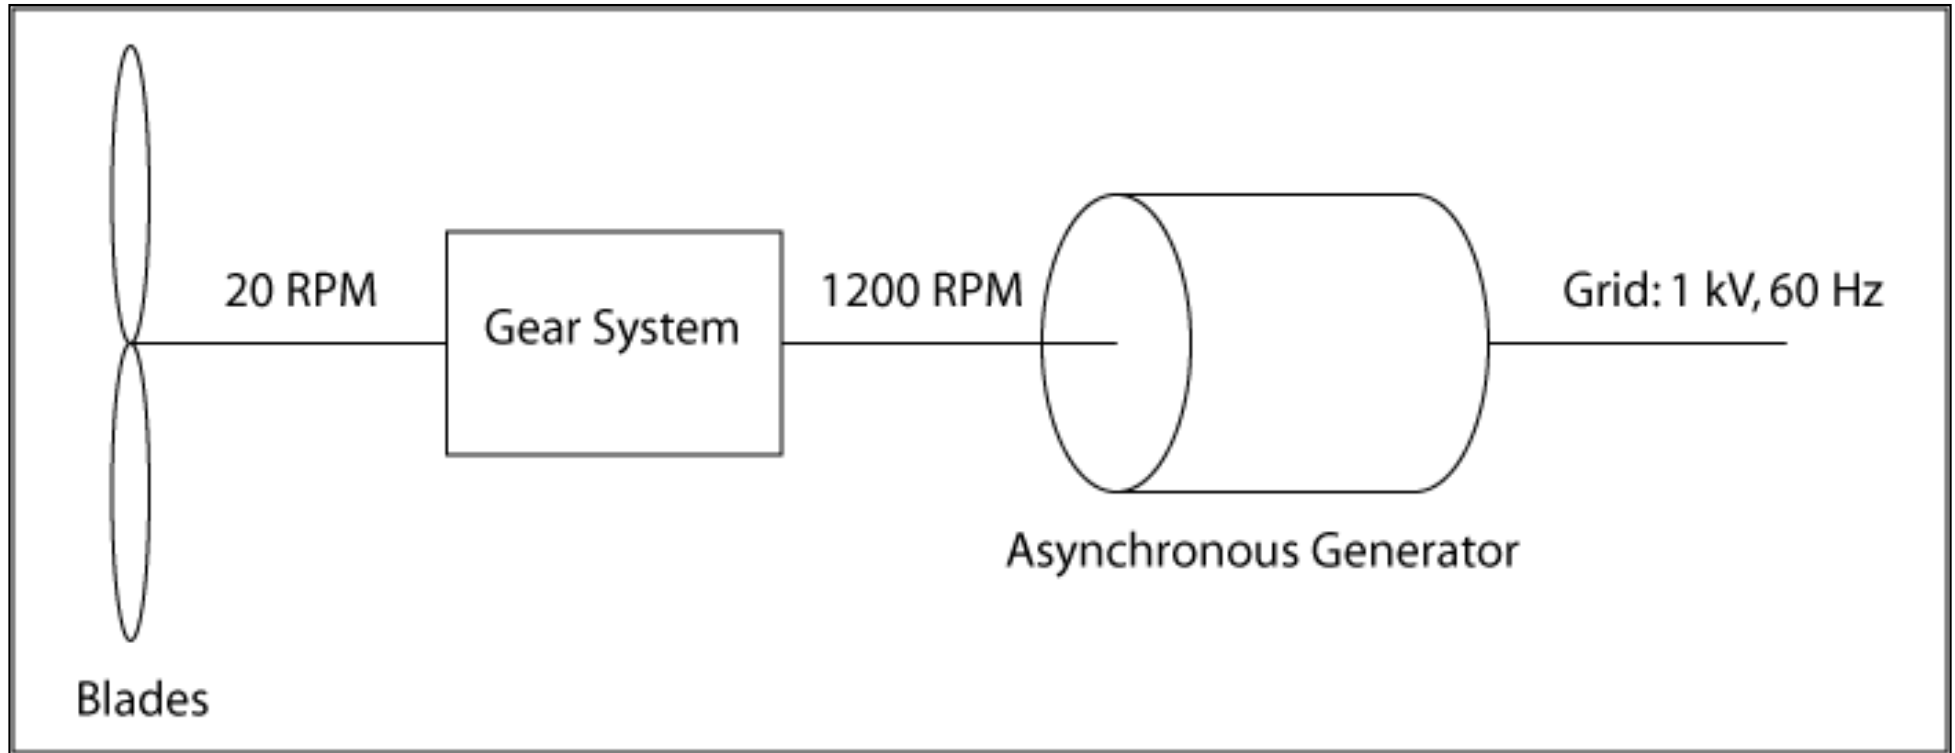 20 RPM
Gear System
1200 RPM
Grid: 1 kV, 60 Hz
Asynchronous Generator
Blades